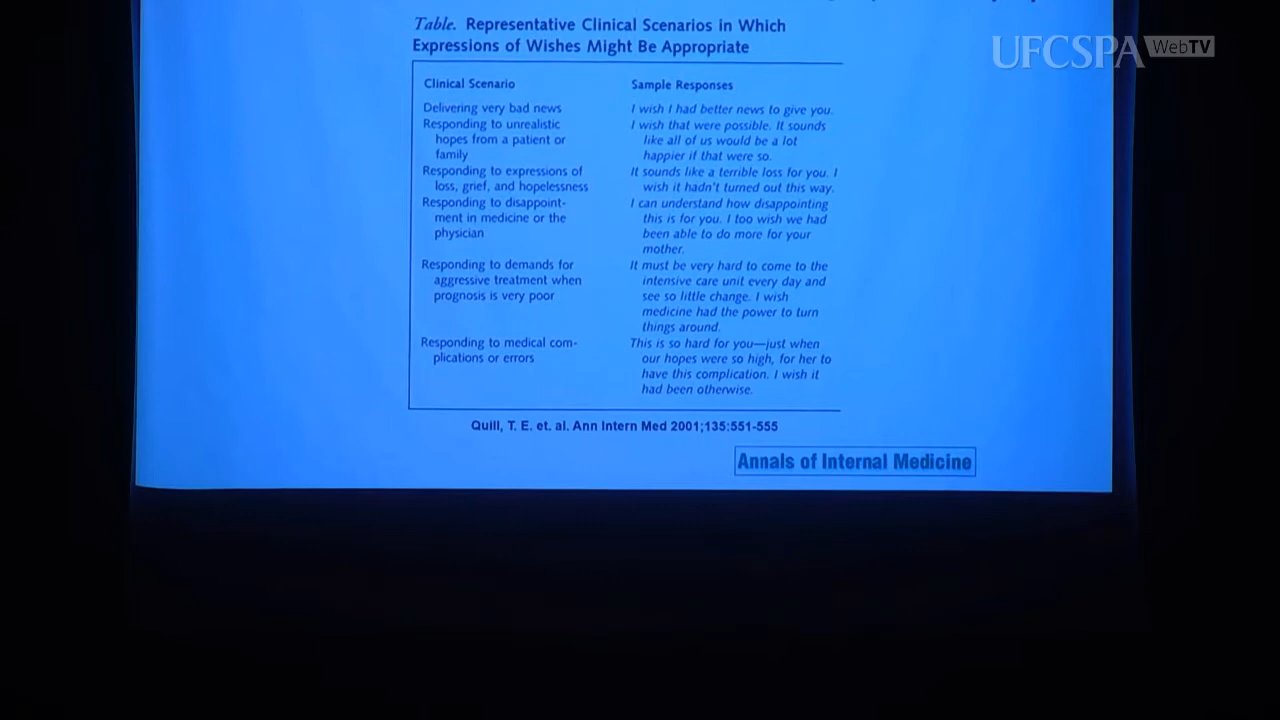 Table. Representative Clinical Scenarios in Which
Expressions of Wishes Might Be Appropriate
UFCSPA WebTV
Clinical Scenario
Sample Responses
Delivering very bad news
I wish I had better news to give you.
Responding to unrealistic
hopes from a patient or
family
I wish that were possible. It sounds
like all of us would be a lot
happier if that were so.
Responding to expressions of
loss, grief, and hopelessness
It sounds like a terrible loss for you. I
wish it hadn't turned out this way.
Responding to disappoint-
ment in medicine or the
physician
I can understand how disappointing
this is for you. I too wish we had
been able to do more for your
mother.
Responding to demands for
aggressive treatment when
prognosis is very poor
It must be very hard to come to the
intensive care unit every day and
see so little change. I wish
medicine had the power to turn
things around.
Responding to medical com-
plications or errors
This is so hard for you—just when
our hopes were so high, for her to
have this complication. I wish it
had been otherwise.
Quill, T. E. et. al. Ann Intern Med 2001;135:551-555
Annals of Internal Medicine